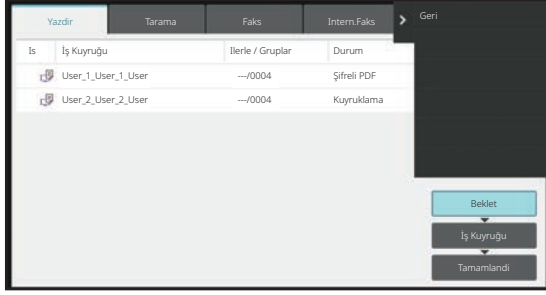 Yazdir Tarama Faks Intern.Faks Geri
Is İş Kuyruğu Ilerle / Gruplar Durum
User_1_User_1_User ---/0004 Şifreli PDF
User_2_User_2_User ---/0004 Kuyruklama
Beklet
İş Kuyruğu
Tamamlandi